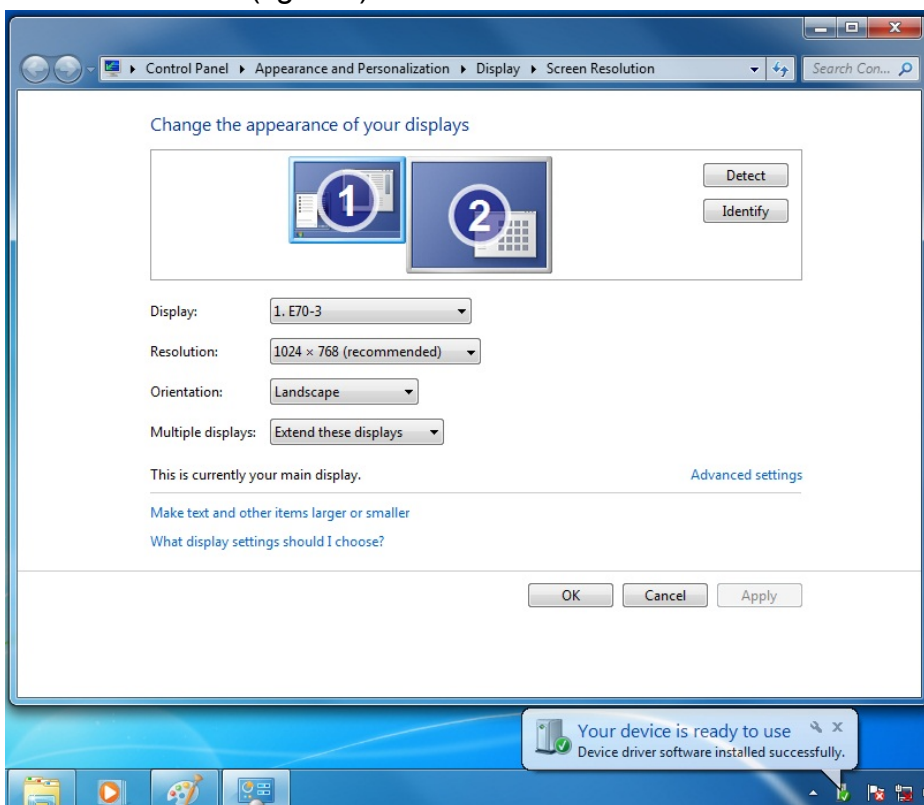 Control Panel ▸ Appearance and Personalization ▸ Display ▸ Screen Resolution
Search Con...
Change the appearance of your displays
1
2
Detect
Identify
Display: 1. E70-3
Resolution: 1024 × 768 (recommended)
Orientation: Landscape
Multiple displays: Extend these displays
This is currently your main display. Advanced settings
Make text and other items larger or smaller
What display settings should I choose?
OK Cancel Apply
Your device is ready to use
Device driver software installed successfully.